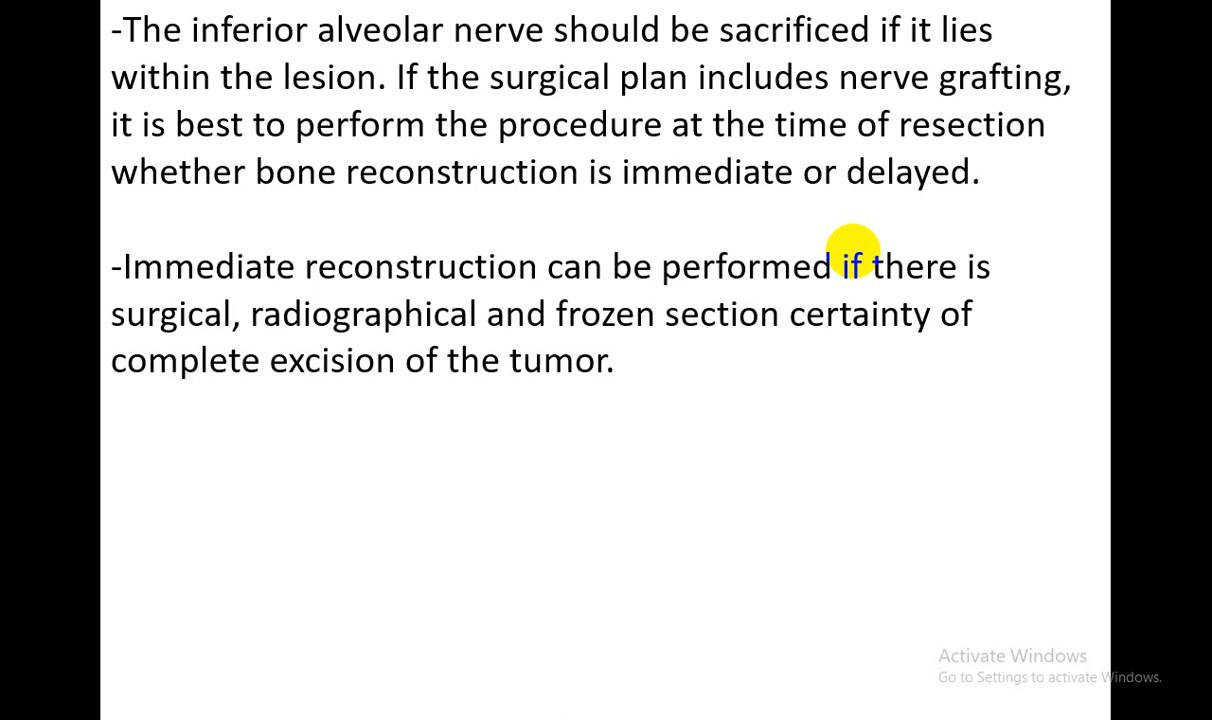 -The inferior alveolar nerve should be sacrificed if it lies
within the lesion. If the surgical plan includes nerve grafting,
it is best to perform the procedure at the time of resection
whether bone reconstruction is immediate or delayed.
-Immediate reconstruction can be performed if there is
surgical, radiographical and frozen section certainty of
complete excision of the tumor.
Activate Windows
Go to Settings to activate Windows.